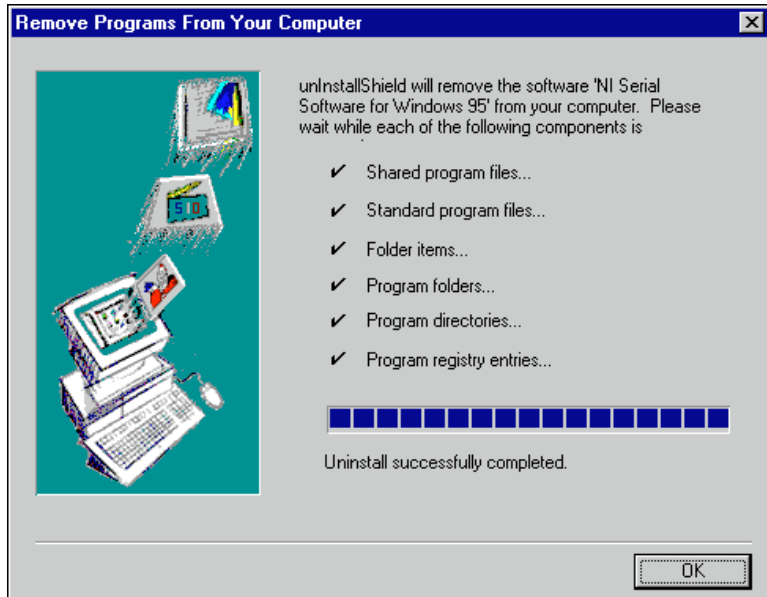 Remove Programs From Your Computer
unInstallShield will remove the software 'NI Serial
Software for Windows 95' from your computer. Please
wait while each of the following components is
Shared program files...
Standard program files...
Folder items...
Program folders...
Program directories...
Program registry entries...
Uninstall successfully completed.
OK